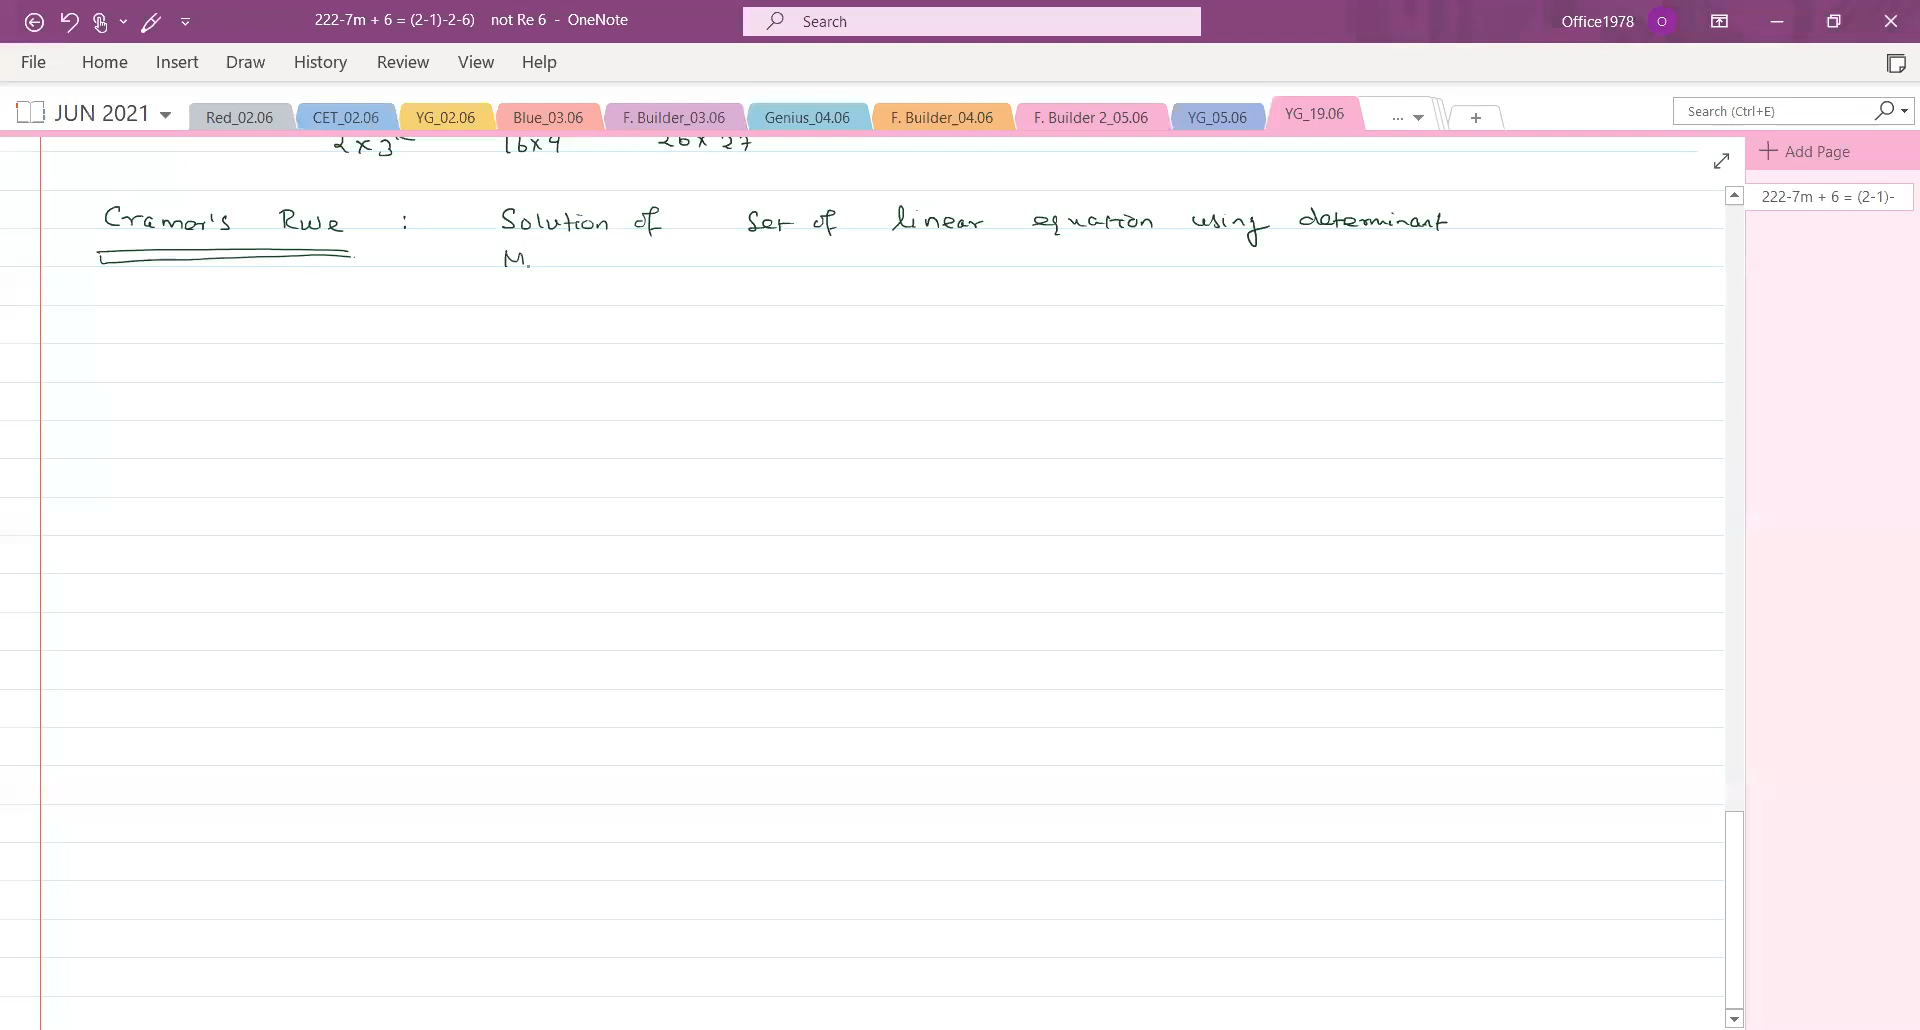 222-7m + 6 = (2-1)-2-6) not Re 6 - OneNote
Search
Office1978
O
File Home Insert Draw History Review View Help
JUN 2021
Red_02.06 CET_02.06 YG_02.06 Blue_03.06 F. Builder_03.06 Genius_04.06 F. Builder_04.06 F. Builder 2_05.06 YG_05.06 YG_19.06 ... +
Search (Ctrl+E)
Add Page
222-7m + 6 = (2-1)-
16x9
Cramer's Rule : Solution of Set of linear equation using determinant
M.